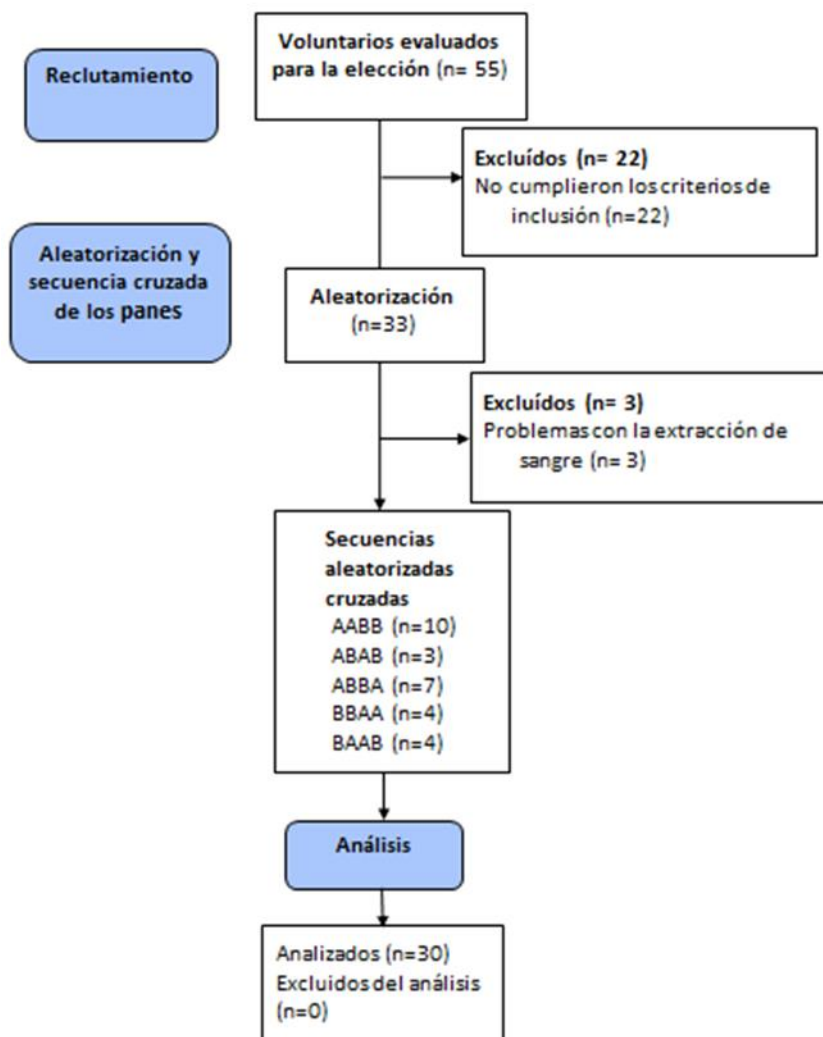 Voluntarios evaluados
para la elección (n= 55)
Reclutamiento
Excluídos (n= 22)
No cumplieron los criterios de
inclusión (n=22)
Aleatorización y
secuencia cruzada
de los panes
Aleatorización
(n=33)
Excluídos (n= 3)
Problemas con la extracción de
sangre (n= 3)
Secuencias
aleatorizadas
cruzadas
AABB (n=10)
ABAB (n=3)
ABBA (n=7)
BBAA (n=4)
BAAB (n=4)
Análisis
Analizados (n=30)
Excluidos del análisis
(n=0)